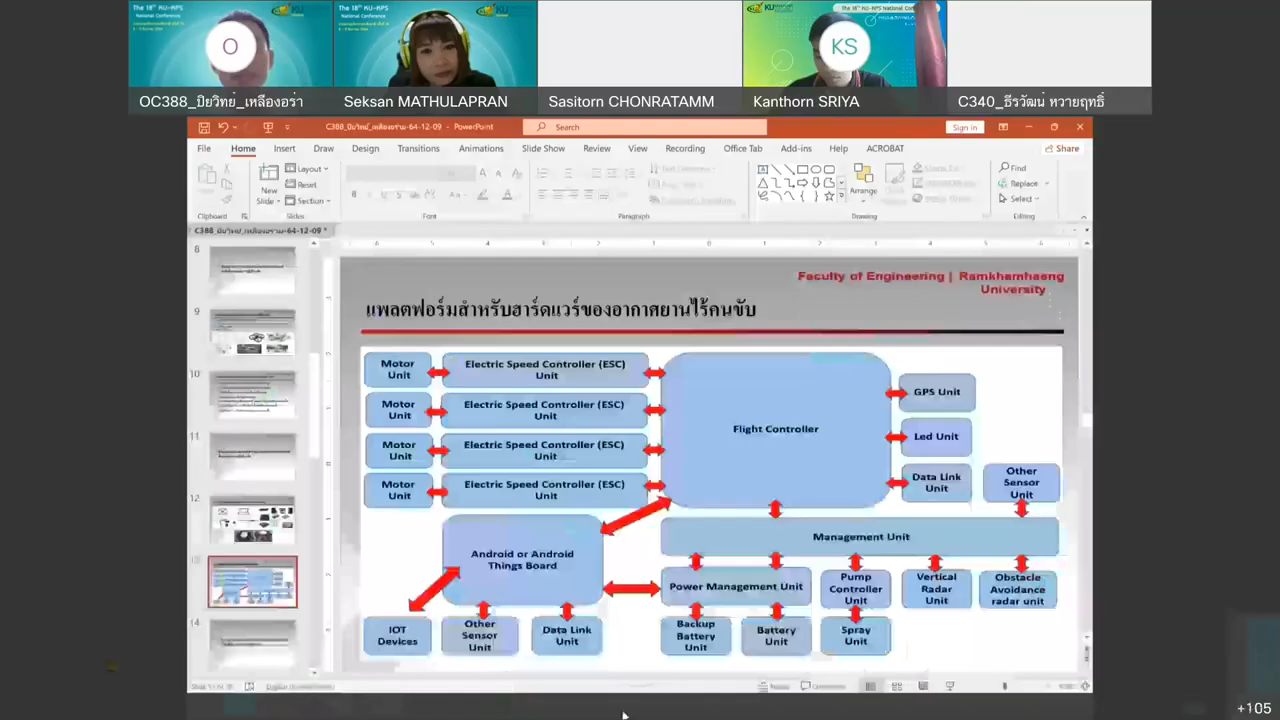 The 18th KU-KPS
National Conference
The 18th KU-KPS
National Conference
KU
The 18th KU-KPS National Conf
O
KS
OC388_ปิยวิทย์_เหลืองอร่า
Seksan MATHULAPRAN
Sasitorn CHONRATAMM
Kanthorn SRIYA
C340_ธีรวัฒน์ หวายฤทธิ์
C388_ปิยวิทย์_เหลืองอร่าม-64-12-09 - PowerPoint
Search
Sign in
File Home Insert Draw Design Transitions Animations Slide Show Review View Recording Office Tab Add-ins Help ACROBAT
Share
New
Slide
Layout
Reset
Section
Arrange
Find
Replace
Select
Clipboard
Slides
Font
Paragraph
Drawing
Editing
C388_ปิยวิทย์_เหลืองอร่าม-64-12-09 *
8
9
10
11
12
13
14
Faculty of Engineering | Ramkhamhaeng
University
แพลตฟอร์มสำหรับฮาร์ดแวร์ของอากาศยานไร้คนขับ
Motor
Unit
Electric Speed Controller (ESC)
Unit
Motor
Unit
Electric Speed Controller (ESC)
Unit
Motor
Unit
Electric Speed Controller (ESC)
Unit
Motor
Unit
Electric Speed Controller (ESC)
Unit
Flight Controller
GPS Unit
Led Unit
Data Link
Unit
Other
Sensor
Unit
Android or Android
Things Board
Management Unit
Power Management Unit
Pump
Controller
Unit
Vertical
Radar
Unit
Obstacle
Avoidance
radar unit
IOT
Devices
Other
Sensor
Unit
Data Link
Unit
Backup
Battery
Unit
Battery
Unit
Spray
Unit
+105